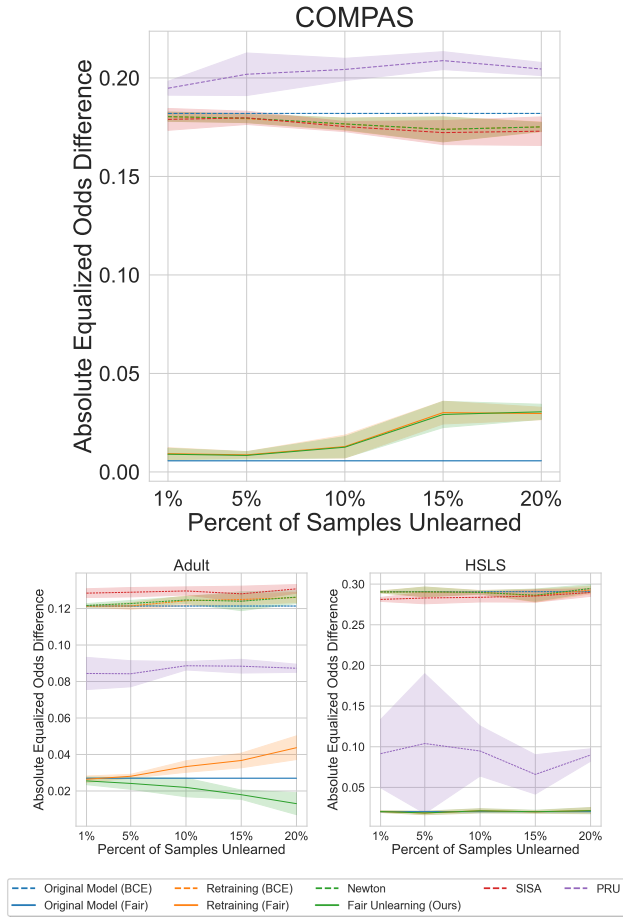 COMPAS
Absolute Equalized Odds Difference
0.20
0.15
0.10
0.05
0.00
1% 5% 10% 15% 20%
Percent of Samples Unlearned
Adult
Absolute Equalized Odds Difference
0.12
0.10
0.08
0.06
0.04
0.02
1% 5% 10% 15% 20%
Percent of Samples Unlearned
HSLS
Absolute Equalized Odds Difference
0.30
0.25
0.20
0.15
0.10
0.05
1% 5% 10% 15% 20%
Percent of Samples Unlearned
Original Model (BCE) Retraining (BCE) Newton SISA PRU
Original Model (Fair) Retraining (Fair) Fair Unlearning (Ours)